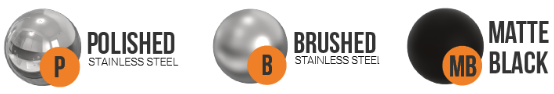 P POLISHED
STAINLESS STEEL
B BRUSHED
STAINLESS STEEL
MB MATTE
BLACK